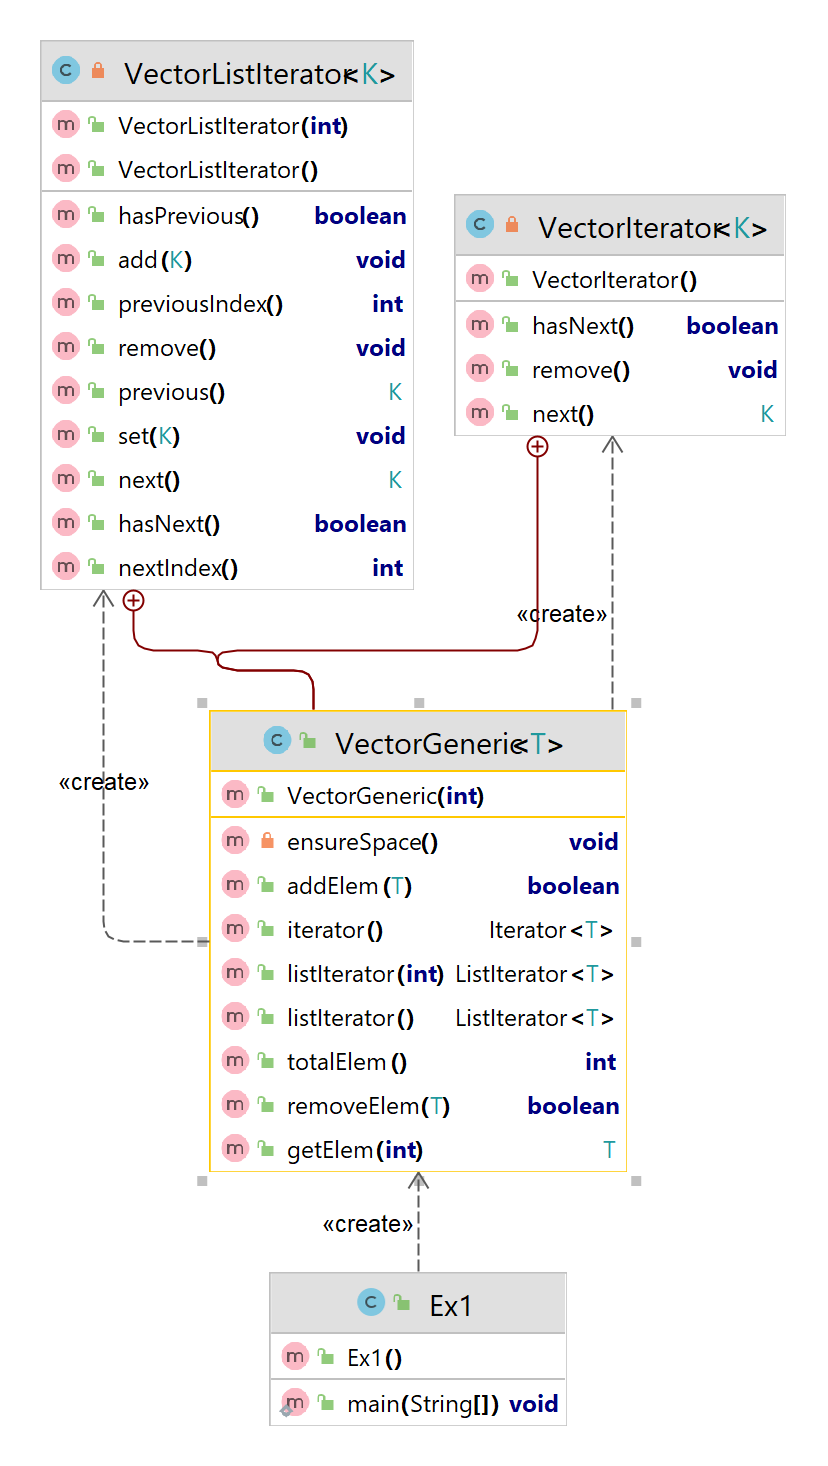 C VectorListIterator<K>
m VectorListIterator(int)
m VectorListIterator()
m hasPrevious() boolean
m add(K) void
m previousIndex() int
m remove() void
m previous() K
m set(K) void
m next() K
m hasNext() boolean
m nextIndex() int
C VectorIterator<K>
m VectorIterator()
m hasNext() boolean
m remove() void
m next() K
«create»
«create»
C VectorGeneric<T>
m VectorGeneric(int)
m ensureSpace() void
m addElem(T) boolean
m iterator() Iterator<T>
m listIterator(int) ListIterator<T>
m listIterator() ListIterator<T>
m totalElem() int
m removeElem(T) boolean
m getElem(int) T
«create»
C Ex1
m Ex1()
m main(String[]) void